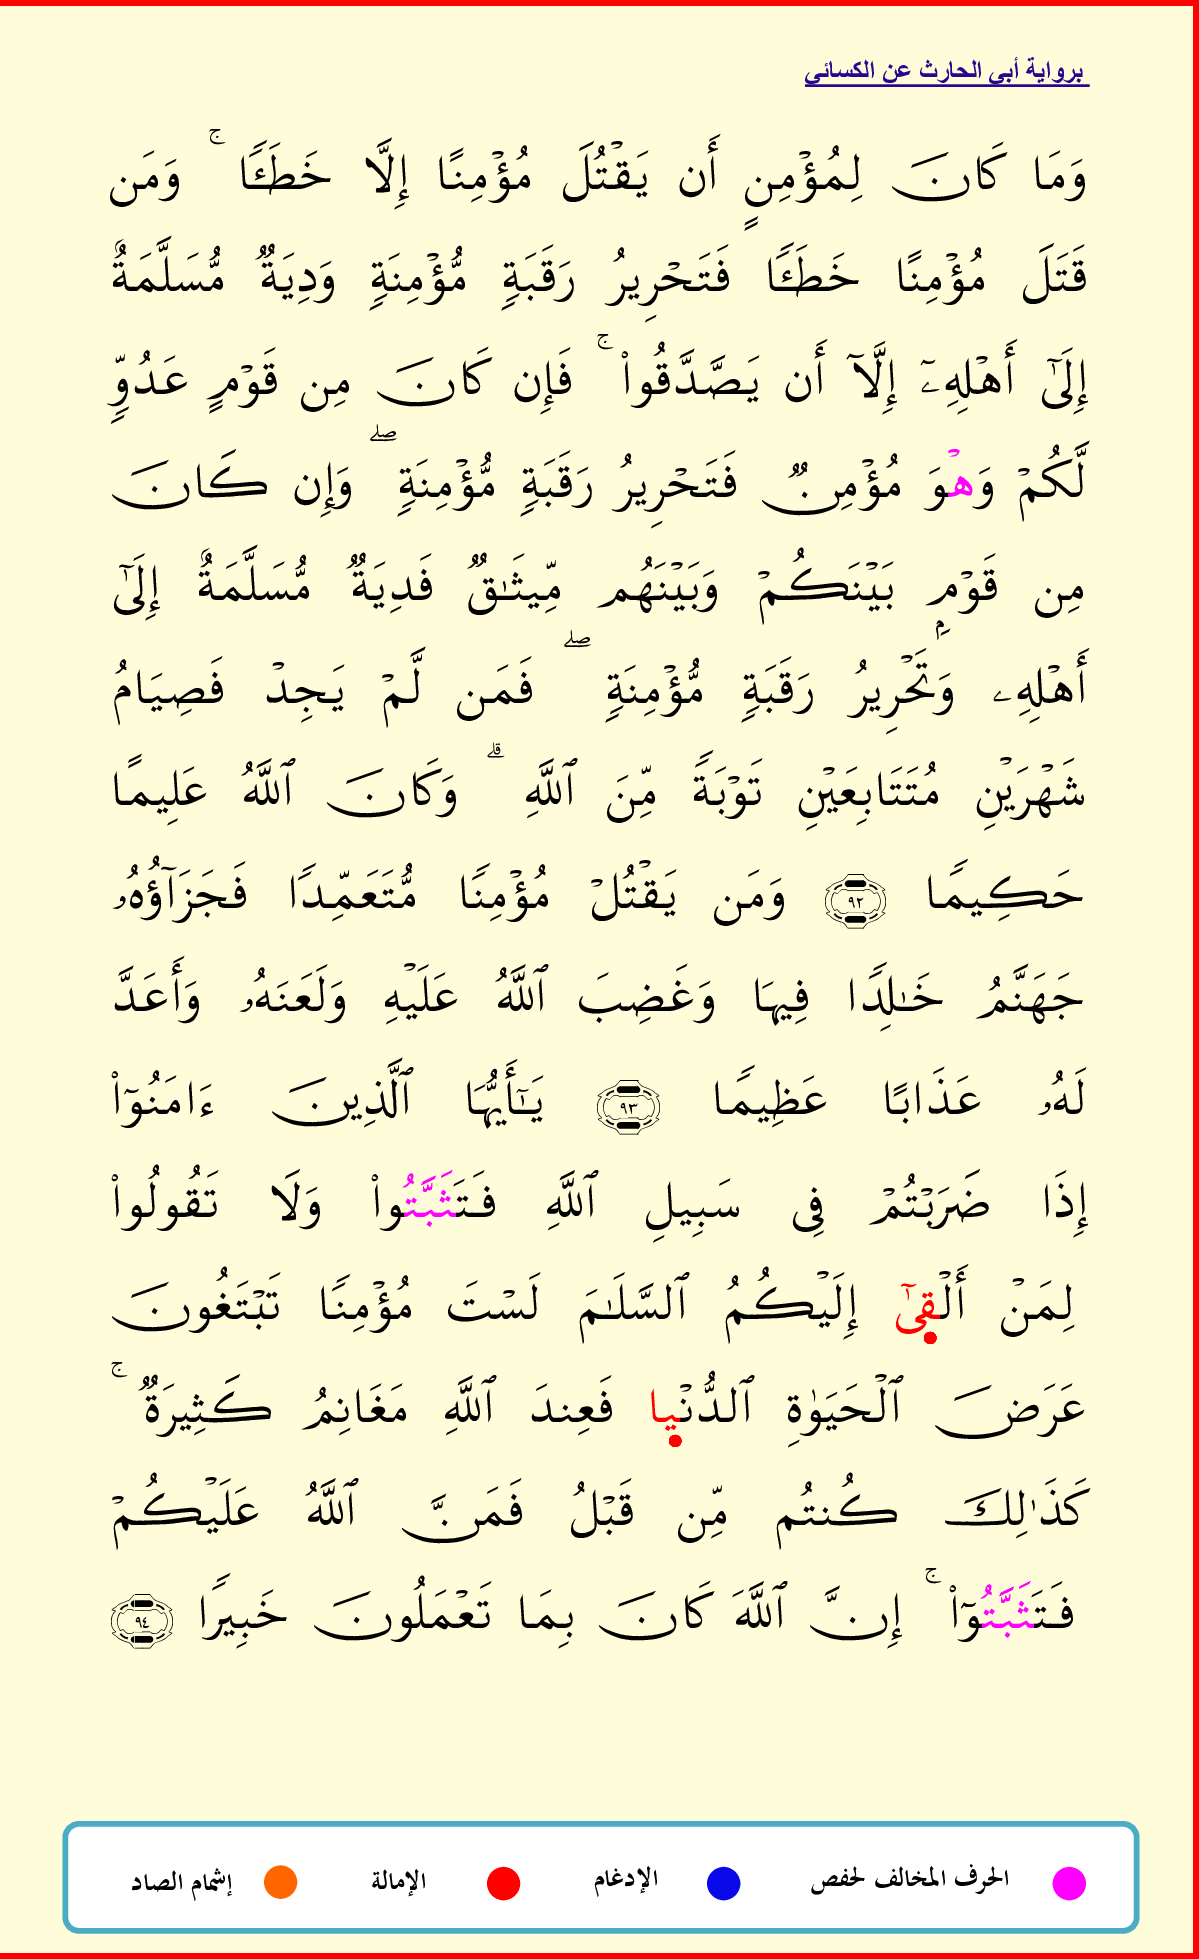 برواية أبي الحارث عن الكسائي
وَمَا كَانَ لِمُؤْمِنٍ أَن يَقْتُلَ مُؤْمِنًا إِلَّا خَطَـًٔا ۚ وَمَن
قَتَلَ مُؤْمِنًا خَطَـًٔا فَتَحْرِيرُ رَقَبَةٍ مُّؤْمِنَةٍ وَدِيَةٌ مُّسَلَّمَةٌ
إِلَىٰٓ أَهْلِهِۦٓ إِلَّآ أَن يَصَّدَّقُوا۟ ۚ فَإِن كَانَ مِن قَوْمٍ عَدُوٍّ
لَّكُمْ وَهْوَ مُؤْمِنٌ فَتَحْرِيرُ رَقَبَةٍ مُّؤْمِنَةٍ ۖ وَإِن كَانَ
مِن قَوْمٍۭ بَيْنَكُمْ وَبَيْنَهُم مِّيثَـٰقٌ فَدِيَةٌ مُّسَلَّمَةٌ إِلَىٰٓ
أَهْلِهِۦ وَتَحْرِيرُ رَقَبَةٍ مُّؤْمِنَةٍ ۖ فَمَن لَّمْ يَجِدْ فَصِيَامُ
شَهْرَيْنِ مُتَتَابِعَيْنِ تَوْبَةً مِّنَ ٱللَّهِ ۗ وَكَانَ ٱللَّهُ عَلِيمًا
حَكِيمًا ٩٢ وَمَن يَقْتُلْ مُؤْمِنًا مُّتَعَمِّدًا فَجَزَآؤُهُۥ
جَهَنَّمُ خَـٰلِدًا فِيهَا وَغَضِبَ ٱللَّهُ عَلَيْهِ وَلَعَنَهُۥ وَأَعَدَّ
لَهُۥ عَذَابًا عَظِيمًا ٩٣ يَـٰٓأَيُّهَا ٱلَّذِينَ ءَامَنُوٓا۟
إِذَا ضَرَبْتُمْ فِى سَبِيلِ ٱللَّهِ فَتَثَبَّتُوا۟ وَلَا تَقُولُوا۟
لِمَنْ أَلْقِىٰٓ إِلَيْكُمُ ٱلسَّلَـٰمَ لَسْتَ مُؤْمِنًا تَبْتَغُونَ
عَرَضَ ٱلْحَيَوٰةِ ٱلدُّنْيا فَعِندَ ٱللَّهِ مَغَانِمُ كَثِيرَةٌ ۚ
كَذَٰلِكَ كُنتُم مِّن قَبْلُ فَمَنَّ ٱللَّهُ عَلَيْكُمْ
فَتَثَبَّتُوٓا۟ ۚ إِنَّ ٱللَّهَ كَانَ بِمَا تَعْمَلُونَ خَبِيرًا ٩٤
الحرف المخالف لحفص الإدغام الإمالة إشمام الصاد